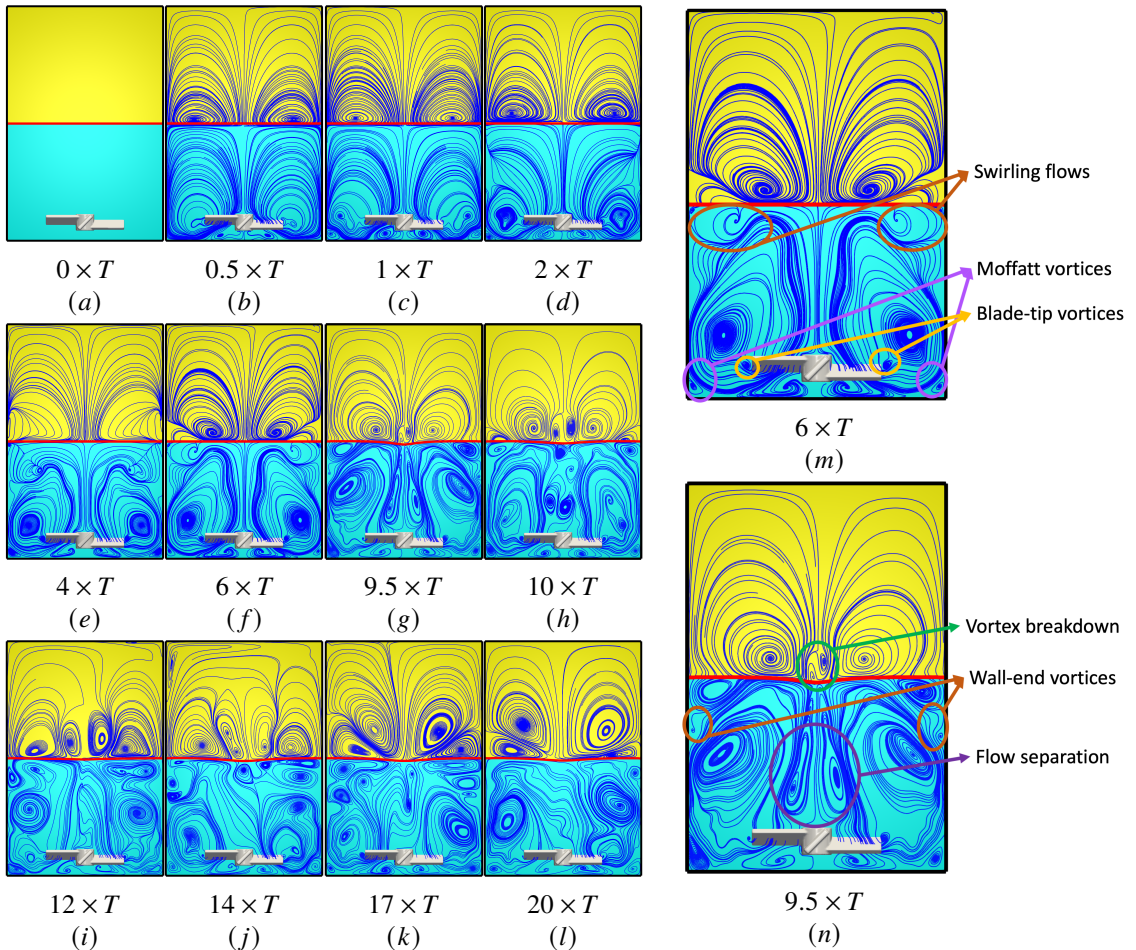 0 × T
0.5 × T
1 × T
2 × T
(a)
(b)
(c)
(d)
4 × T
6 × T
9.5 × T
10 × T
(e)
(f)
(g)
(h)
12 × T
14 × T
17 × T
20 × T
(i)
(j)
(k)
(l)
Swirling flows
Moffatt vortices
Blade-tip vortices
6 × T
(m)
Vortex breakdown
Wall-end vortices
Flow separation
9.5 × T
(n)